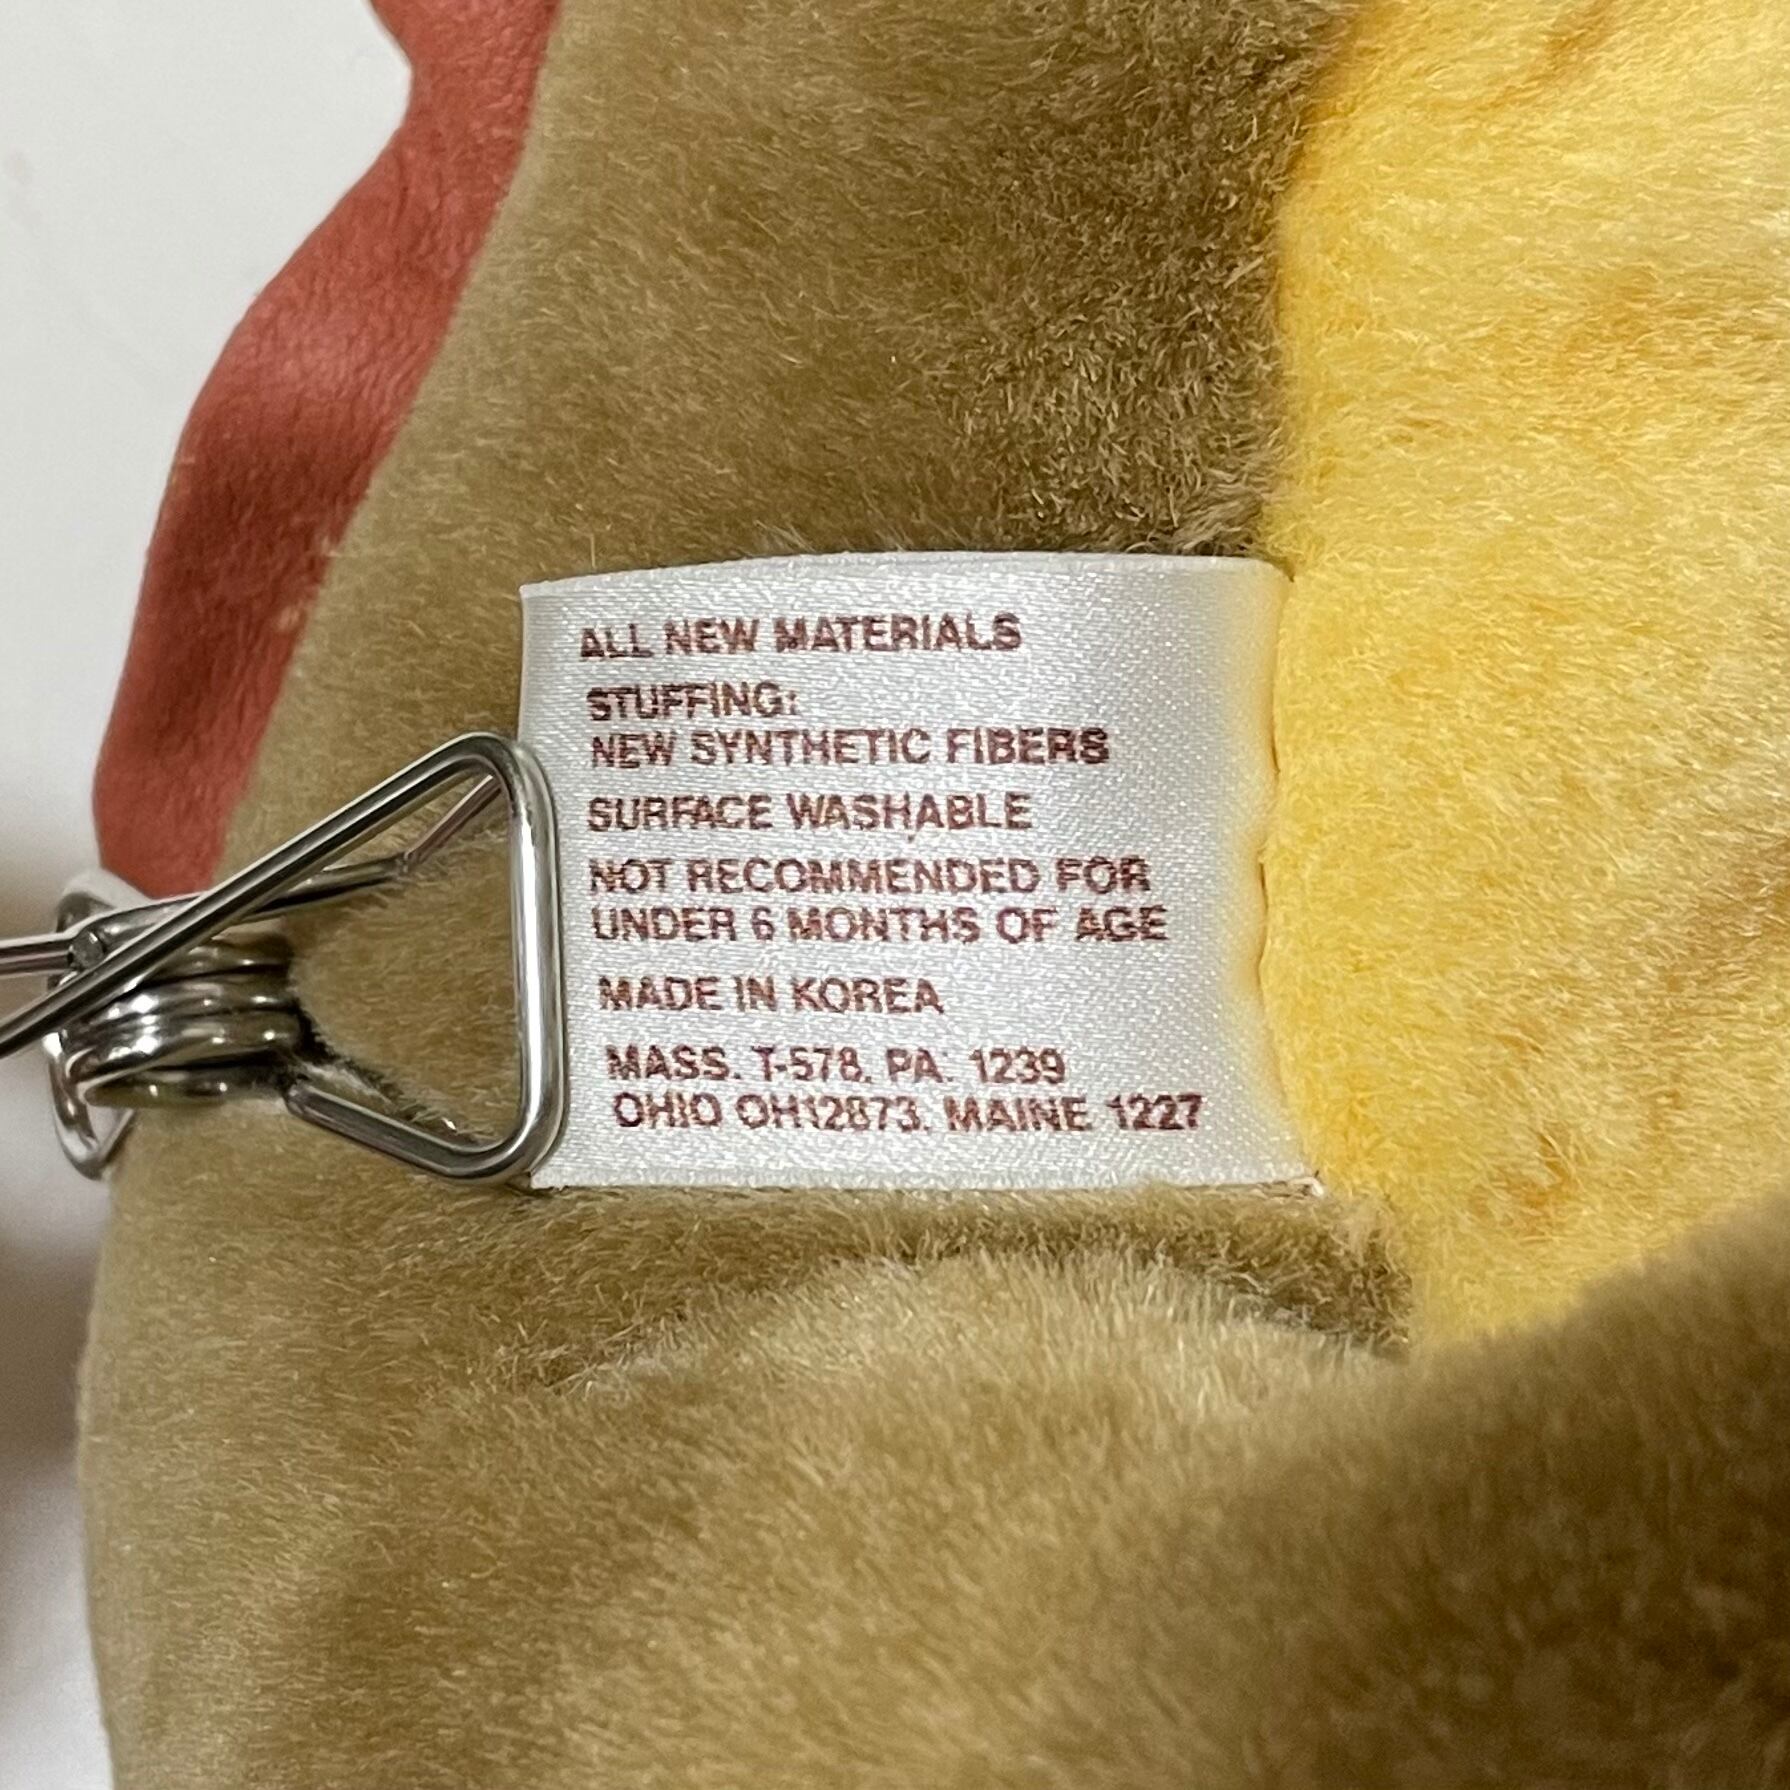 ALL NEW MATERIALS
STUFFING:
NEW SYNTHETIC FIBERS
SURFACE WASHABLE
NOT RECOMMENDED FOR
UNDER 6 MONTHS OF AGE
MADE IN KOREA
MASS. T-578. PA: 1239
OHIO OH12873. MAINE 1227